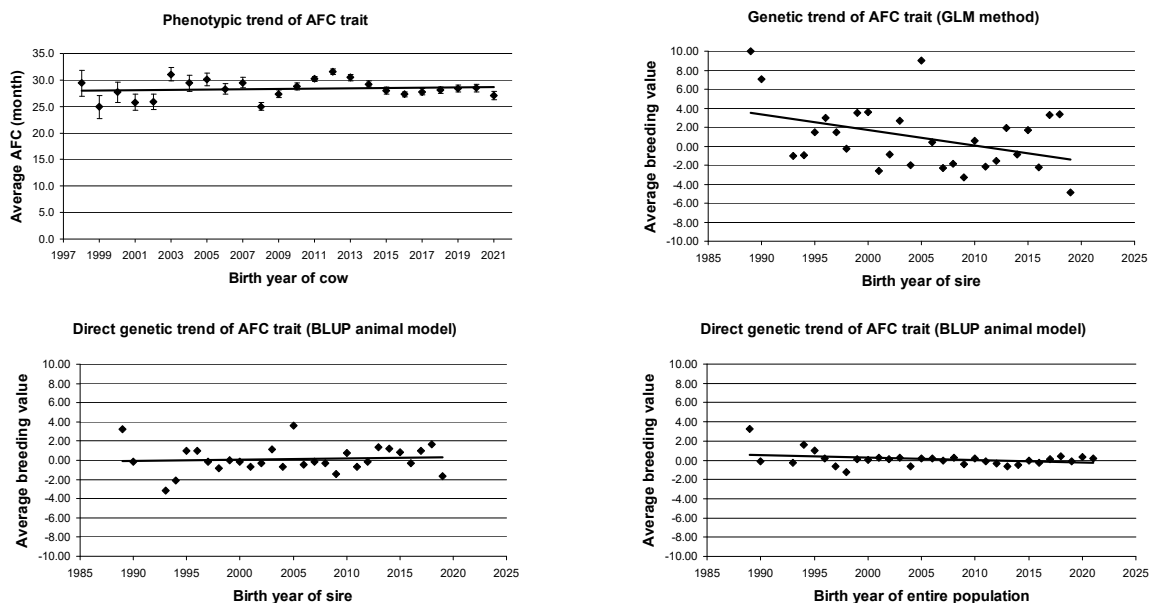 Phenotypic trend of AFC trait
Average AFC (month)
35.0
30.0
25.0
20.0
15.0
10.0
5.0
0.0
1997 1999 2001 2003 2005 2007 2009 2011 2013 2015 2017 2019 2021
Birth year of cow
Genetic trend of AFC trait (GLM method)
Average breeding value
10.00
8.00
6.00
4.00
2.00
0.00
-2.00
-4.00
-6.00
-8.00
-10.00
1985 1990 1995 2000 2005 2010 2015 2020 2025
Birth year of sire
Direct genetic trend of AFC trait (BLUP animal model)
Average breeding value
10.00
8.00
6.00
4.00
2.00
0.00
-2.00
-4.00
-6.00
-8.00
-10.00
1985 1990 1995 2000 2005 2010 2015 2020 2025
Birth year of sire
Direct genetic trend of AFC trait (BLUP animal model)
Average breeding value
10.00
8.00
6.00
4.00
2.00
0.00
-2.00
-4.00
-6.00
-8.00
-10.00
1985 1990 1995 2000 2005 2010 2015 2020 2025
Birth year of entire population